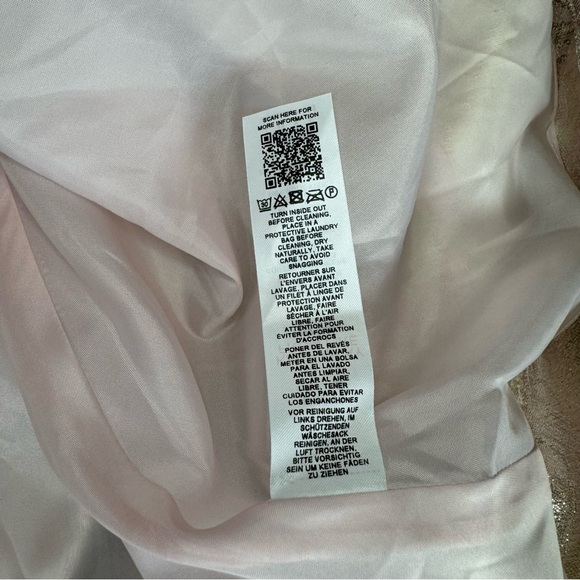 SCAN HERE FOR
MORE INFORMATION
TURN INSIDE OUT
BEFORE CLEANING,
PLACE IN A
PROTECTIVE LAUNDRY
BAG BEFORE
CLEANING, DRY
NATURALLY, TAKE
CARE TO AVOID
SNAGGING
RETOURNER SUR
L'ENVERS AVANT
LAVAGE, PLACER DANS
UN FILET À LINGE DE
PROTECTION AVANT
LAVAGE, FAIRE
SÉCHER À L'AIR
LIBRE, FAIRE
ATTENTION POUR
ÉVITER LA FORMATION
D'ACCROCS
PONER DEL REVÉS
ANTES DE LAVAR,
METER EN UNA BOLSA
PARA EL LAVADO
ANTES LIMPIAR,
SECAR AL AIRE
LIBRE, TENER
CUIDADO PARA EVITAR
LOS ENGANCHONES
VOR REINIGUNG AUF
LINKS DREHEN, IM
SCHÜTZENDEN
WÄSCHESACK
REINIGEN, AN DER
LUFT TROCKNEN,
BITTE VORSICHTIG
SEIN UM KEINE FÄDEN
ZU ZIEHEN